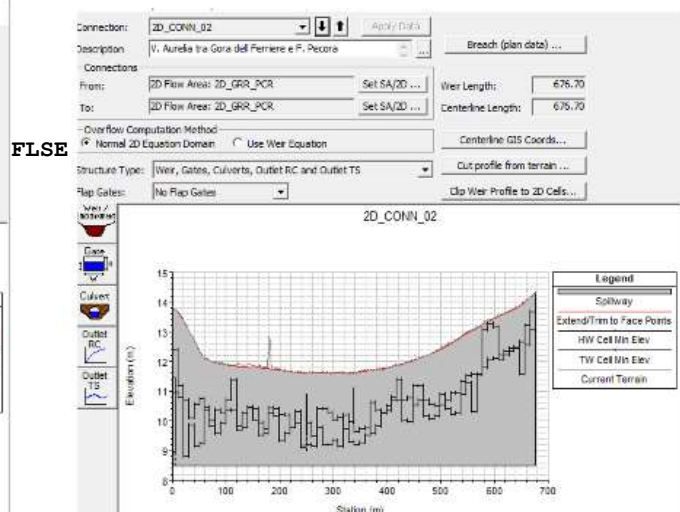 Connection: 2D_CONN_02 Apply Data
Description V. Aurelia tra Gora dell Ferriere e F. Pecora ... Breach (plan data) ...
Connections
From: 2D Flow Area: 2D_GRR_PCR Set SA/2D ... Weir Length: 676.70
To: 2D Flow Area: 2D_GRR_PCR Set SA/2D ... Centerline Length: 676.70
Overflow Computation Method
Normal 2D Equation Domain Use Weir Equation Centerline GIS Coords...
FLSE
Structure Type: Weir, Gates, Culverts, Outlet RC and Outlet TS Cut profile from terrain ...
Flap Gates: No Flap Gates Clip Weir Profile to 2D Cells...
Weir /
2D_CONN_02
Gate
Culvert
Outlet
RC
Outlet
TS
15
14
13
12
11
10
9
8
Elevation (m)
0 100 200 300 400 500 600 700
Station (m)
Legend
Spillway
Extend/Trim to Face Points
HW Cell Min Elev
TW Cell Min Elev
Current Terrain